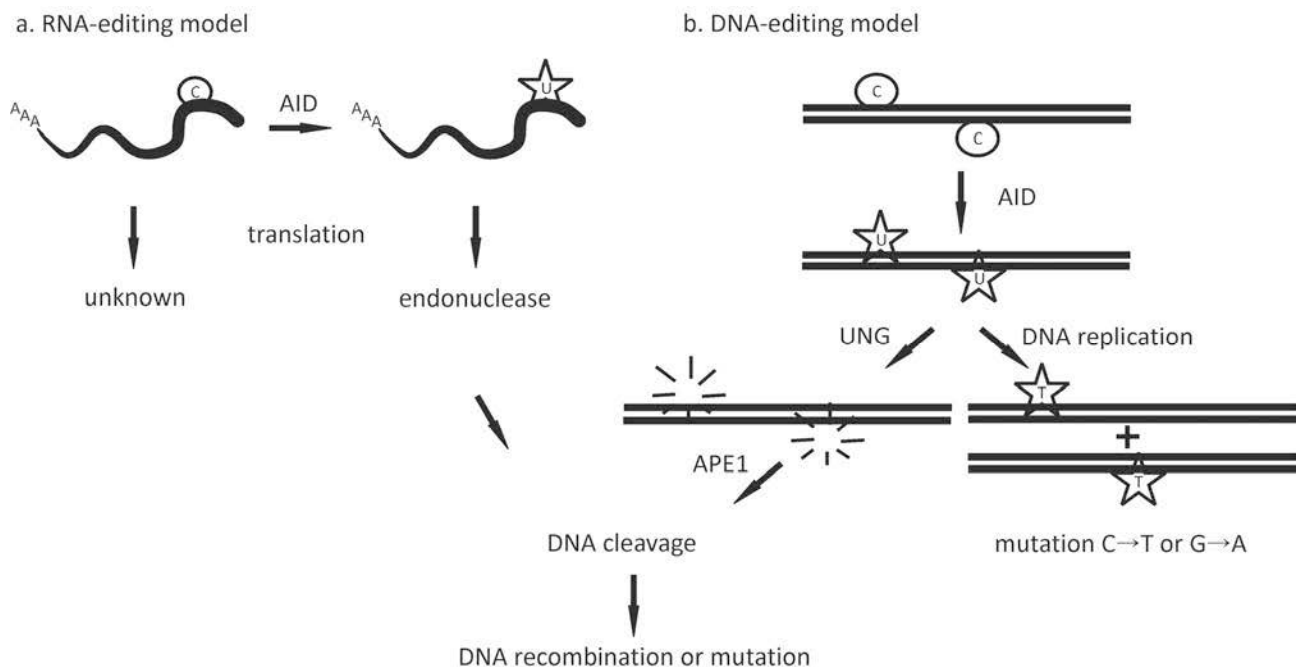 a. RNA-editing model
C
AID
U
AAA
AAA
translation
unknown
endonuclease
b. DNA-editing model
C
C
AID
U
U
UNG
DNA replication
T
+
APE1
T
DNA cleavage
mutation C→T or G→A
DNA recombination or mutation